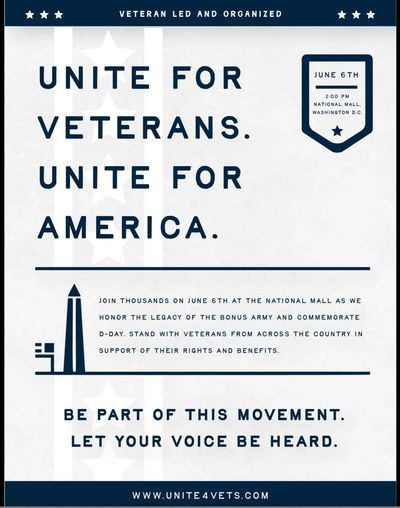 VETERAN LED AND ORGANIZED
UNITE FOR
VETERANS.
UNITE FOR
AMERICA.
JUNE 6TH
2:00 PM
NATIONAL MALL,
WASHINGTON D.C.
JOIN THOUSANDS ON JUNE 6TH AT THE NATIONAL MALL AS WE
HONOR THE LEGACY OF THE BONUS ARMY AND COMMEMORATE
D-DAY. STAND WITH VETERANS FROM ACROSS THE COUNTRY IN
SUPPORT OF THEIR RIGHTS AND BENEFITS.
BE PART OF THIS MOVEMENT.
LET YOUR VOICE BE HEARD.
WWW.UNITE4VETS.COM